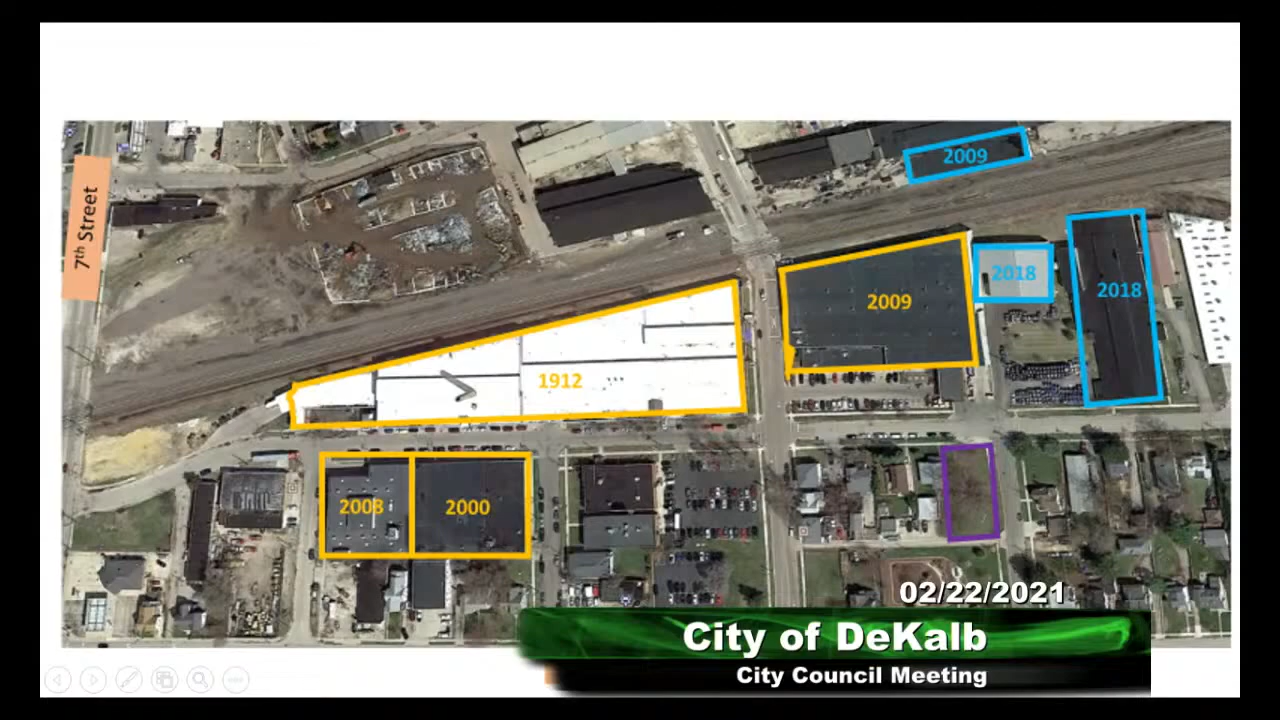 2009
7th Street
2009
2018
2018
1912
2008
2000
02/22/2021
City of DeKalb
City Council Meeting